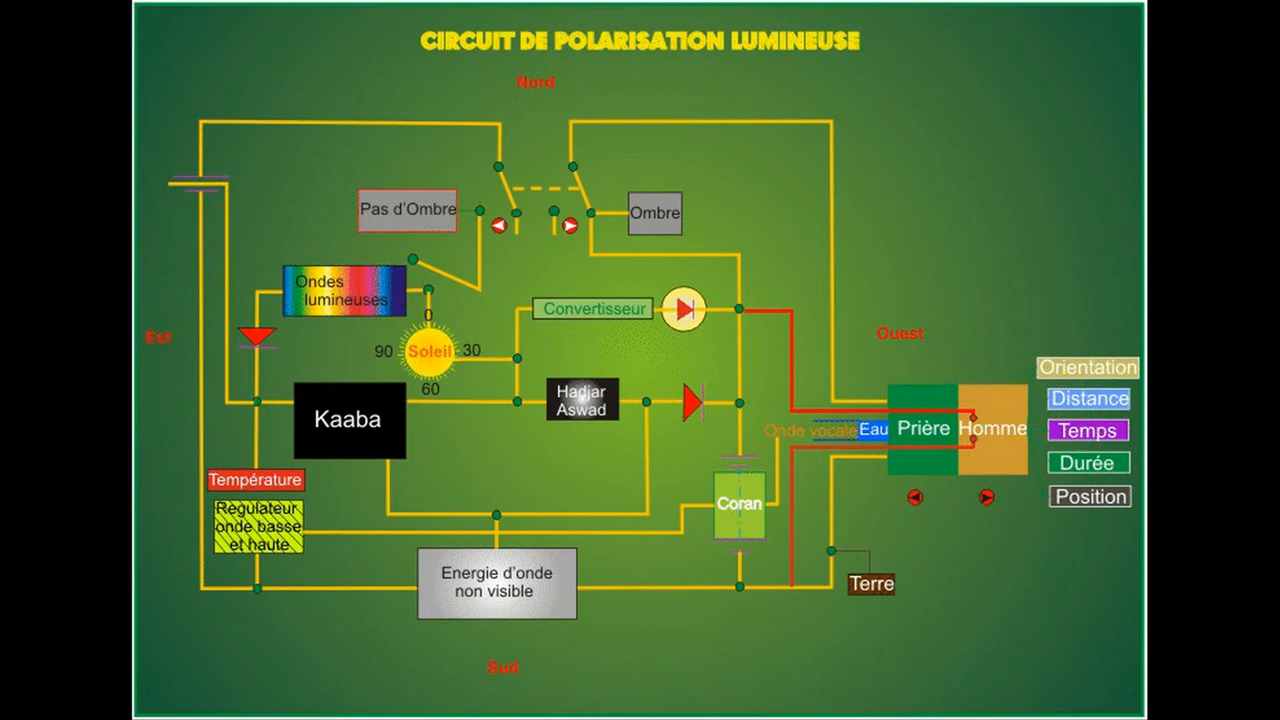 CIRCUIT DE POLARISATION LUMINEUSE
Nord
Pas d'Ombre
Ombre
Ondes
lumineuses
0
Convertisseur
Est
90
Soleil
30
60
Ouest
Orientation
Kaaba
Hadjar
Aswad
Distance
Onde vocale
Eau
Prière
Homme
Temps
Température
Durée
Regulateur
onde basse
et haute
Coran
Position
Energie d'onde
non visible
Terre
Sud